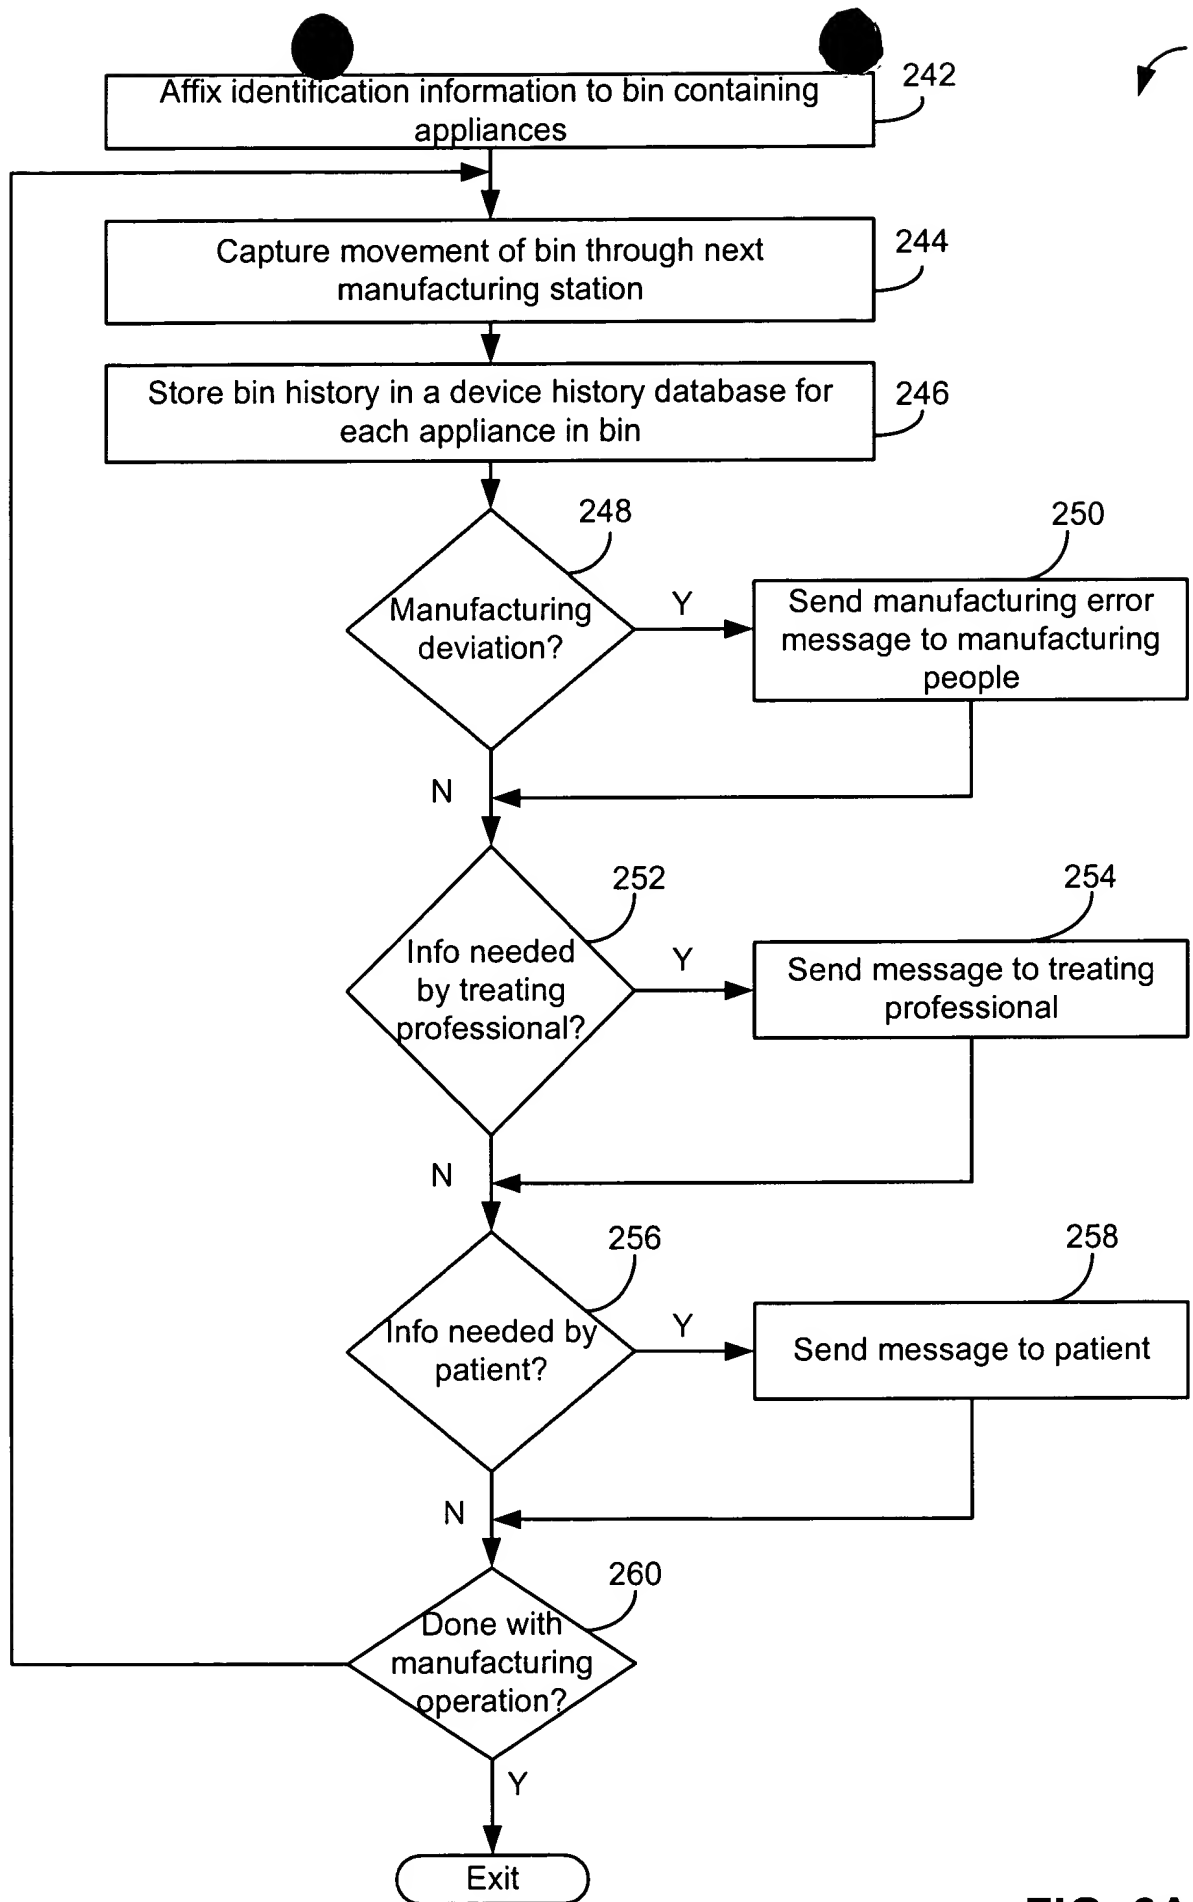 Affix identification information to bin containing
appliances
242
Capture movement of bin through next
manufacturing station
244
Store bin history in a device history database for
each appliance in bin
246
248
250
Manufacturing
deviation?
Y
Send manufacturing error
message to manufacturing
people
N
252
254
Info needed
by treating
professional?
Y
Send message to treating
professional
N
256
258
Info needed by
patient?
Y
Send message to patient
N
260
Done with
manufacturing
operation?
Y
Exit